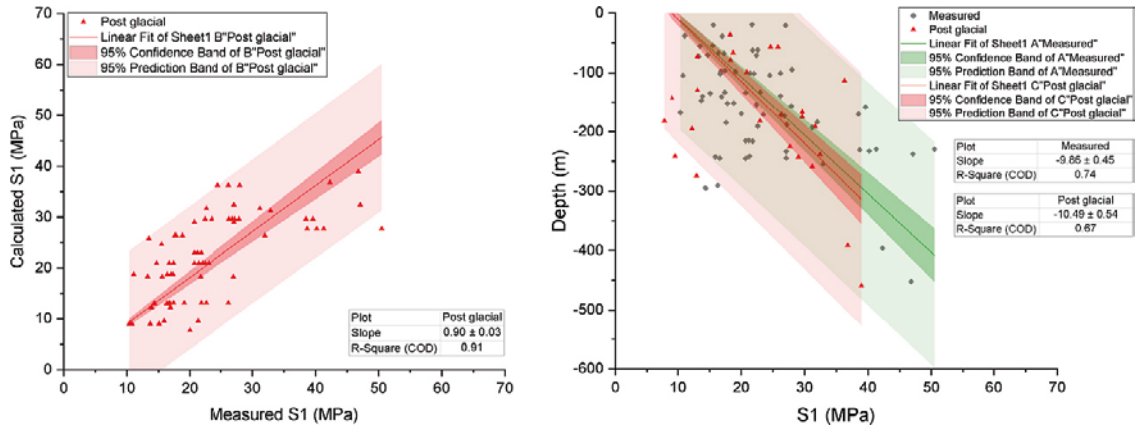 Post glacial
Linear Fit of Sheet1 B"Post glacial"
95% Confidence Band of B"Post glacial"
95% Prediction Band of B"Post glacial"
70
60
50
40
30
20
10
0
Calculated S1 (MPa)
Plot Post glacial
Slope 0.90 ± 0.03
R-Square (COD) 0.91
0 10 20 30 40 50 60 70
Measured S1 (MPa)
Measured
Post glacial
Linear Fit of Sheet1 A"Measured"
95% Confidence Band of A"Measured"
95% Prediction Band of A"Measured"
Linear Fit of Sheet1 C"Post glacial"
95% Confidence Band of C"Post glacial"
95% Prediction Band of C"Post glacial"
0
-100
-200
-300
-400
-500
-600
Depth (m)
Plot Measured
Slope -9.86 ± 0.45
R-Square (COD) 0.74
Plot Post glacial
Slope -10.49 ± 0.54
R-Square (COD) 0.67
0 10 20 30 40 50 60 70
S1 (MPa)